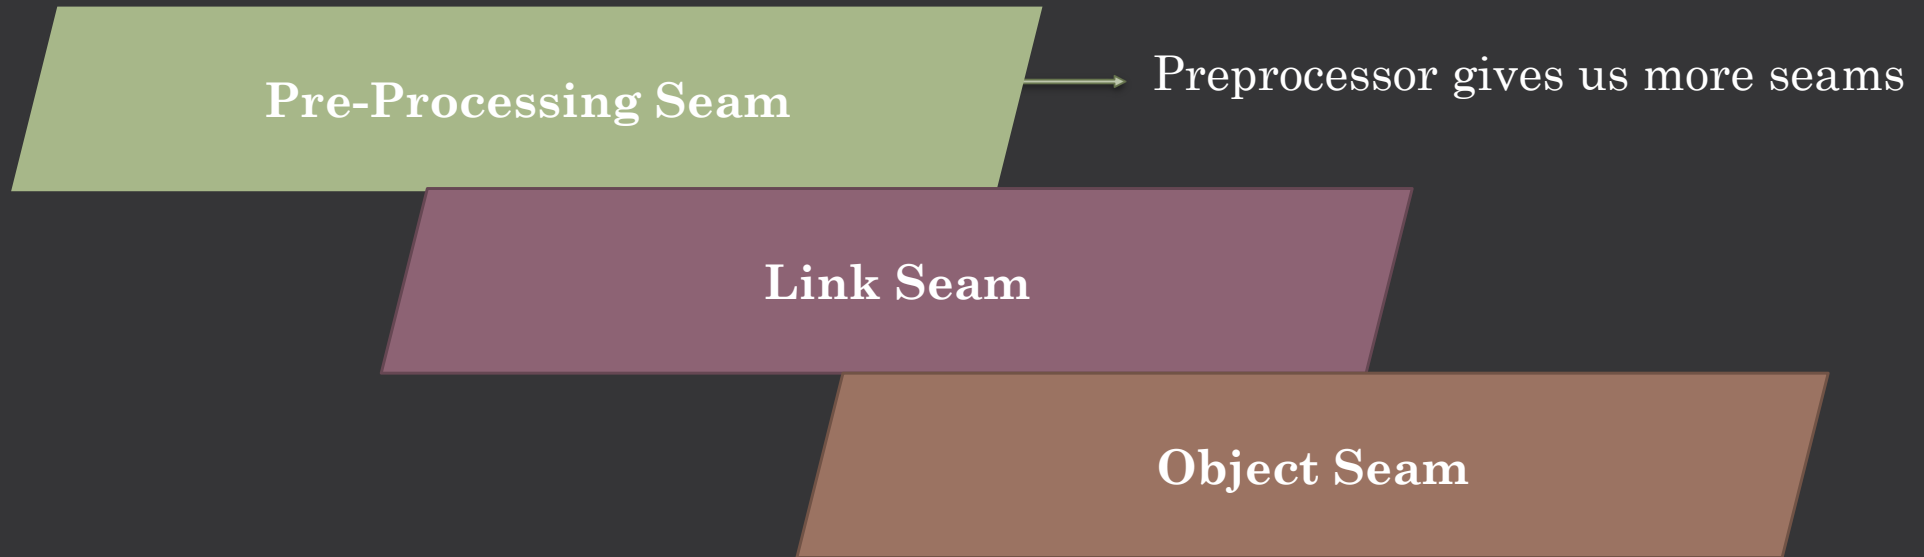 Pre-Processing Seam
Preprocessor gives us more seams
Link Seam
Object Seam